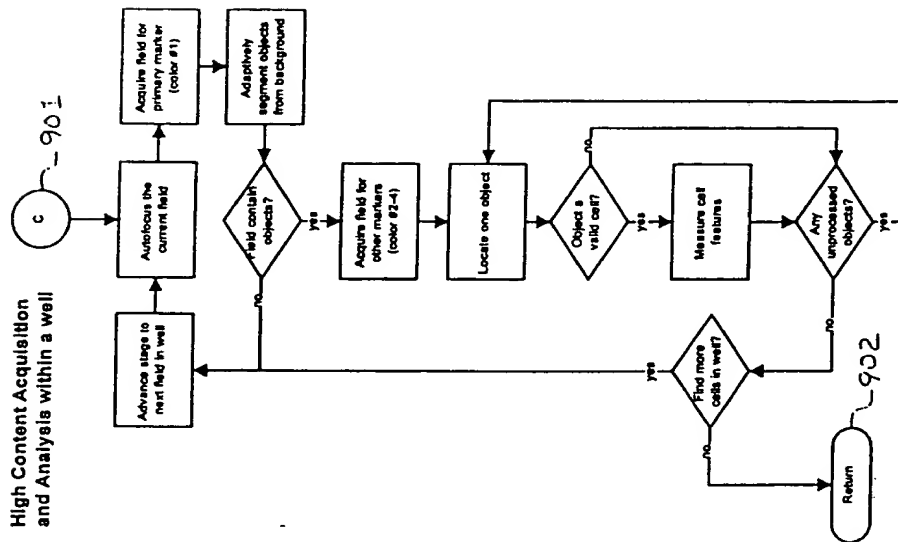 High Content Acquisition
and Analysis within a well
C
901
Advance stage to
next field in well
Autofocus the
current field
Acquire field for
primary marker
(color #1)
Adaptively
segment objects
from background
Field contain
objects?
no
yes
Acquire field for
other markers
(color #2-4)
Locate one object
Object a
valid cell?
no
yes
Measure cell
features
Any
unprocessed
objects?
no
yes
Find more
cells in well?
yes
no
Return
902